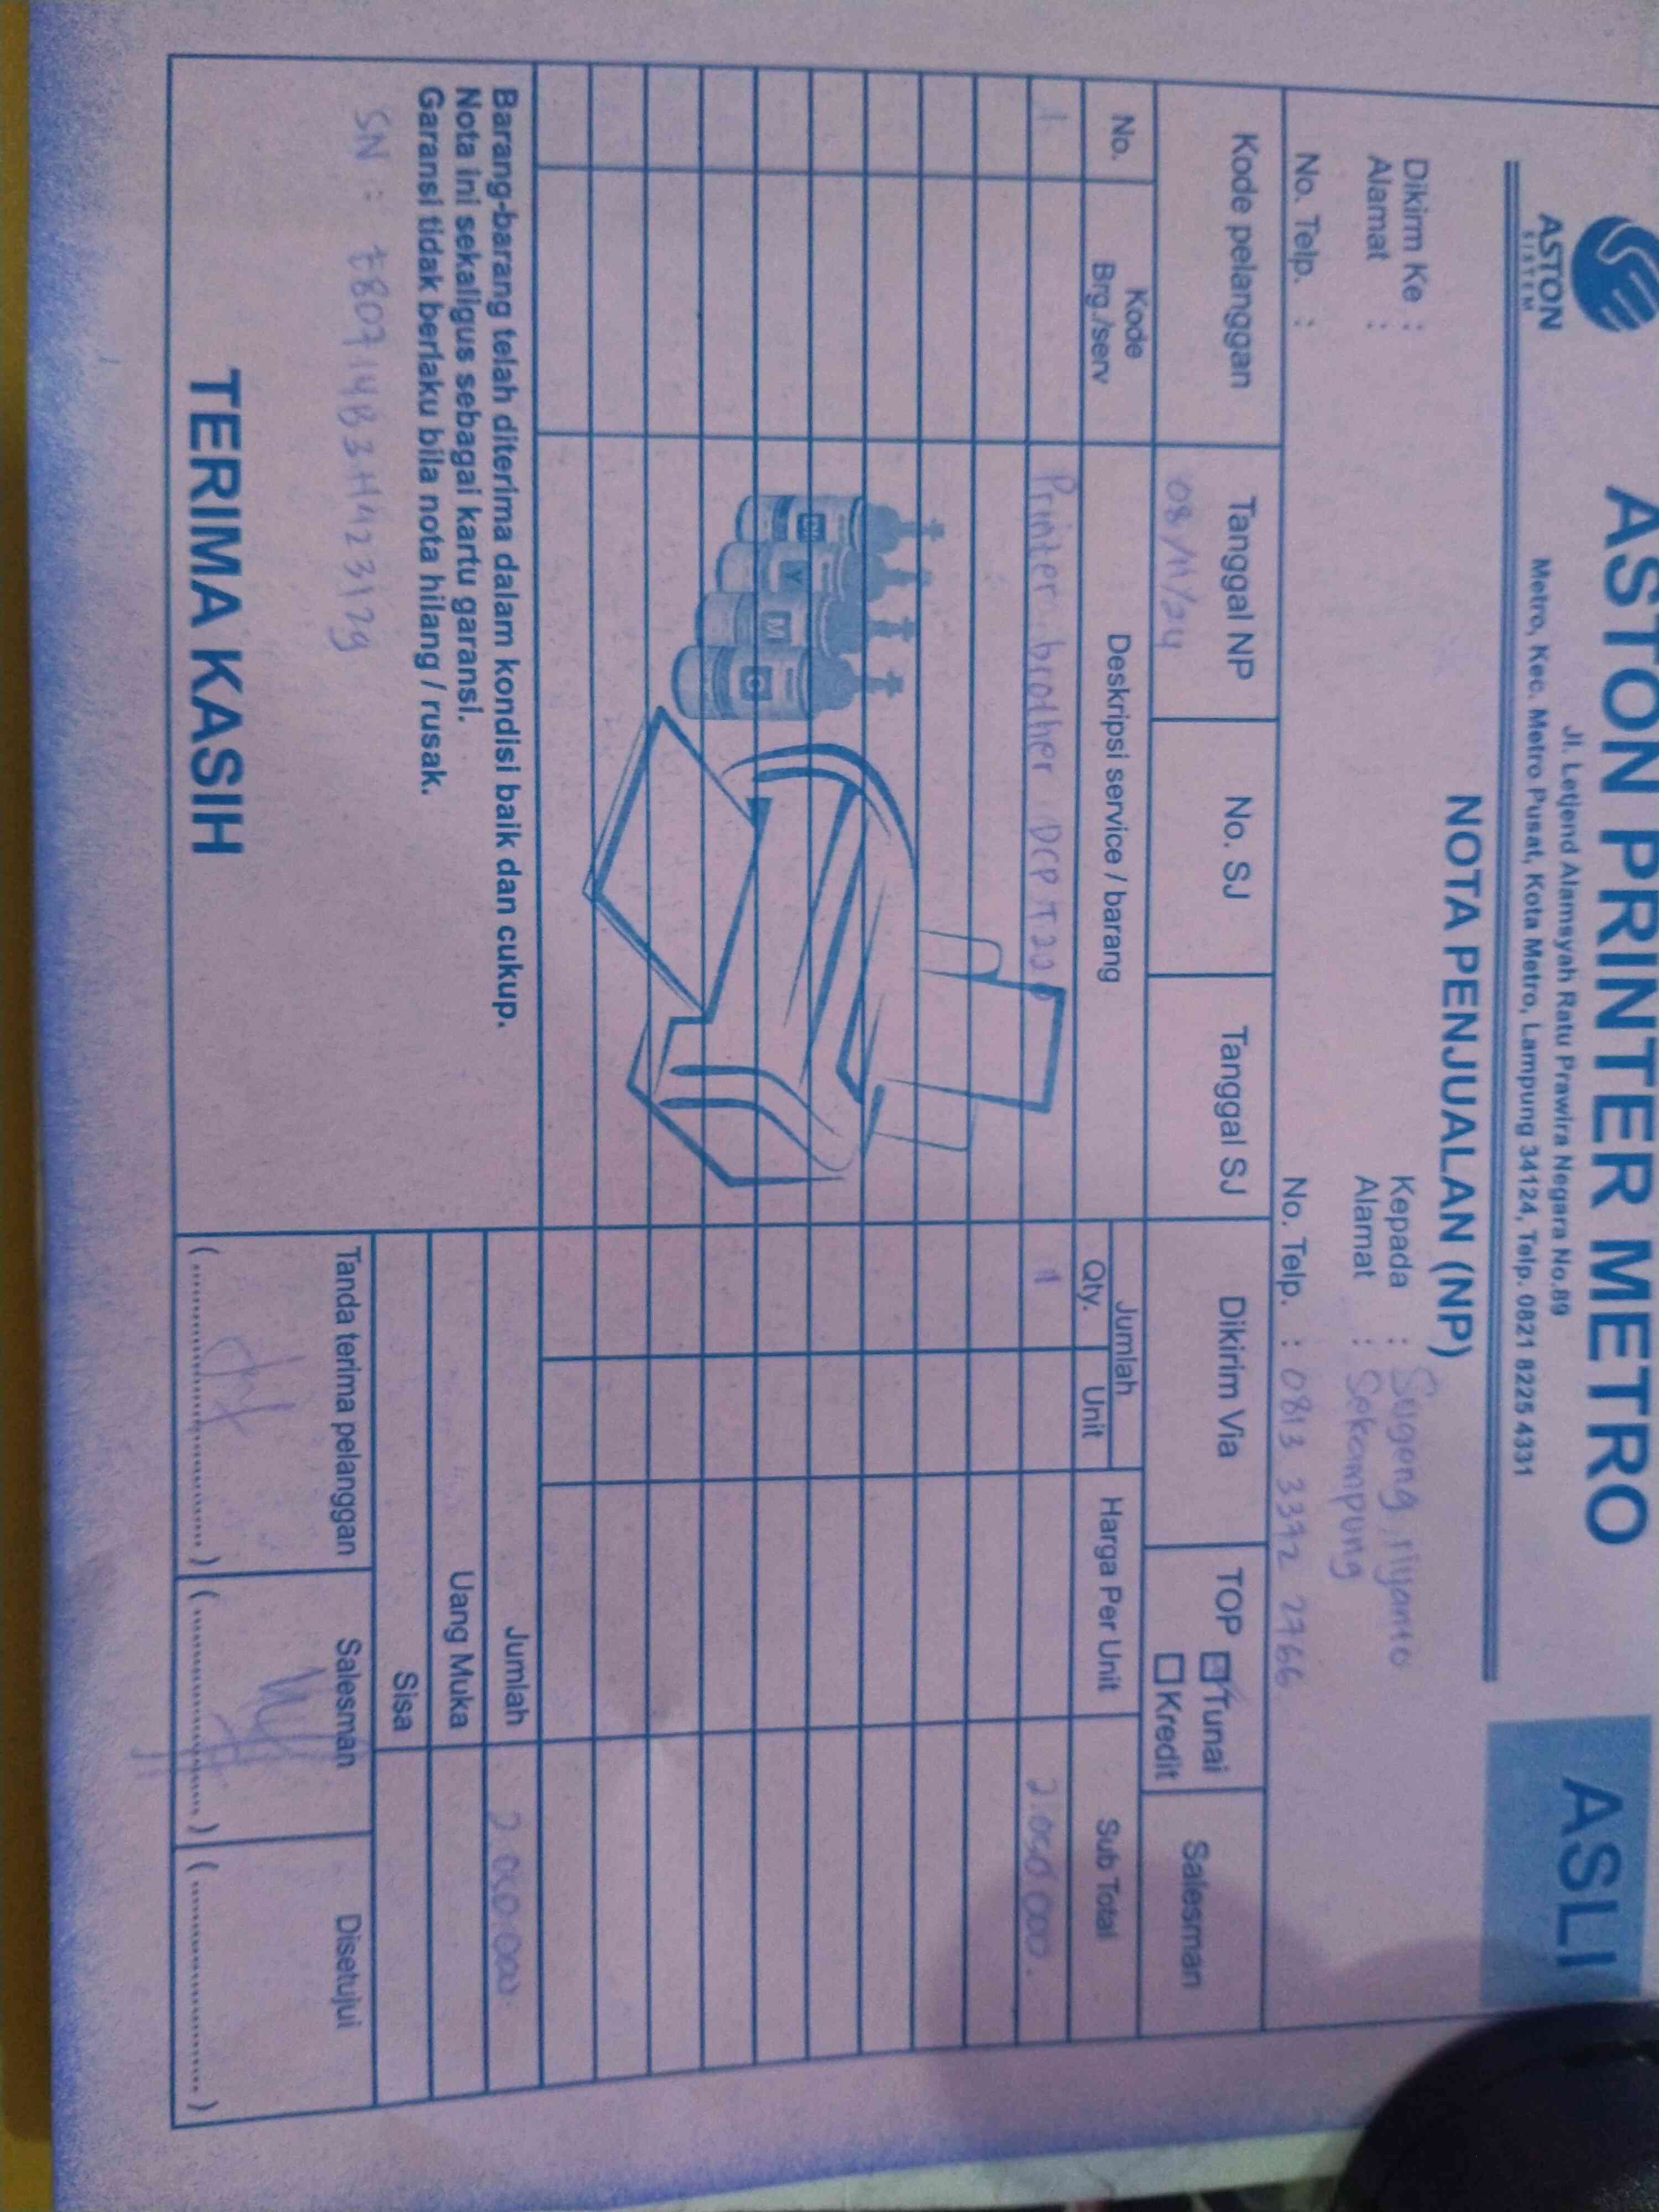 ASTON PRINTER METRO
ASTON
SISTEM
Jl. Letjend Alamsyah Ratu Prawira Negara No.89
Metro, Kec. Metro Pusat, Kota Metro, Lampung 34124, Telp. 0821 8225 4331
ASLI
NOTA PENJUALAN (NP)
Dikirm Ke :
Alamat :
No. Telp. :
Kepada : Sugeng riyanto
Alamat : Sekampung
No. Telp. : 0813 3372 2766
Kode pelanggan Tanggal NP No. SJ Tanggal SJ Dikirim Via TOP Tunai Salesman
Kredit
08/11/24
No. Kode Brg./serv Deskripsi service / barang Jumlah Qty. Unit Harga Per Unit Sub Total
1 Printer brother DCP T220 1 2.050.000.
BK Y M C
Jumlah 2.050.000.
Uang Muka
Sisa
Barang-barang telah diterima dalam kondisi baik dan cukup.
Nota ini sekaligus sebagai kartu garansi.
Garansi tidak berlaku bila nota hilang / rusak.
SN :
TERIMA KASIH
Tanda terima pelanggan Salesman Disetujui